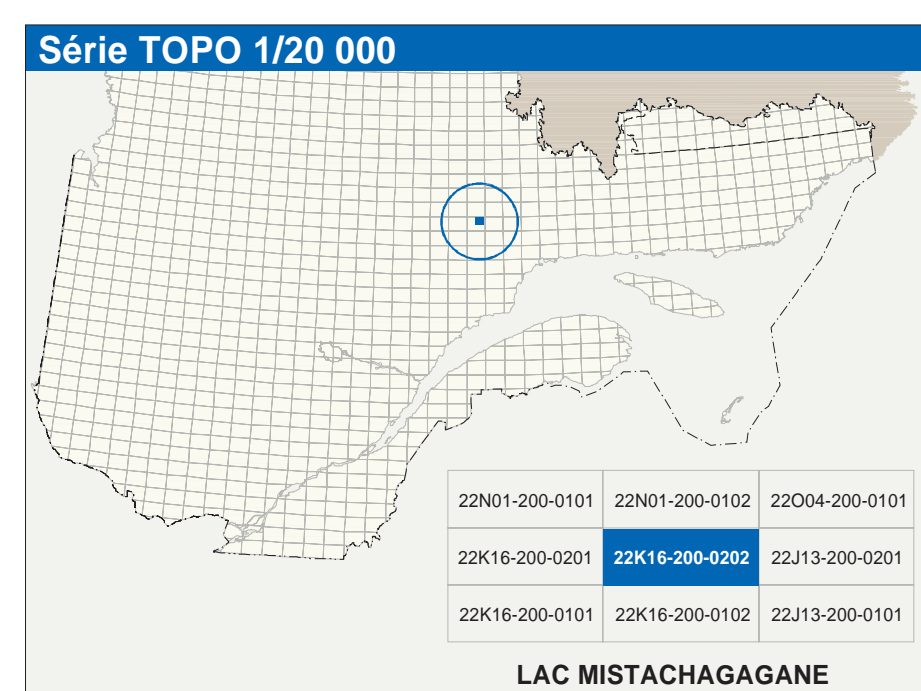 Série TOPO 1/20 000
22N01-200-0101 22N01-200-0102 22O04-200-0101
22K16-200-0201 22K16-200-0202 22J13-200-0201
22K16-200-0101 22K16-200-0102 22J13-200-0101
LAC MISTACHAGAGANE